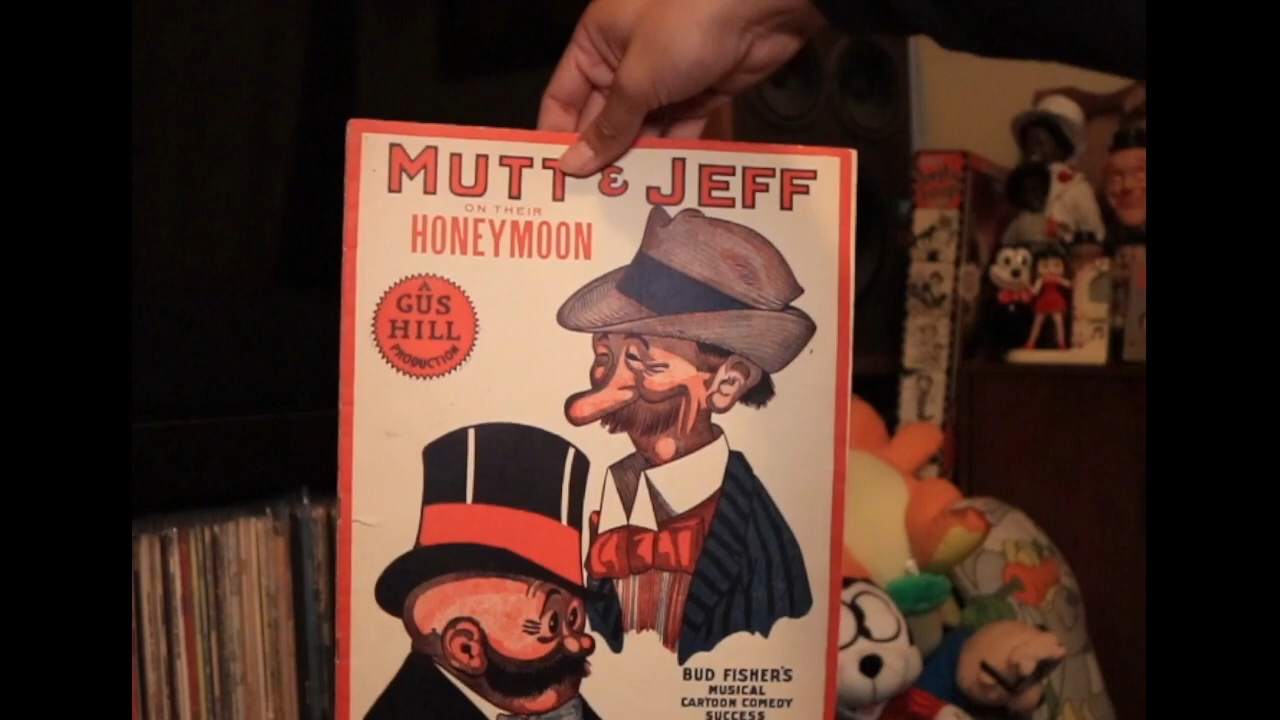 MUTT & JEFF
ON THEIR
HONEYMOON
A
GUS
HILL
PRODUCTION
BUD FISHER'S
MUSICAL
CARTOON COMEDY
SUCCESS